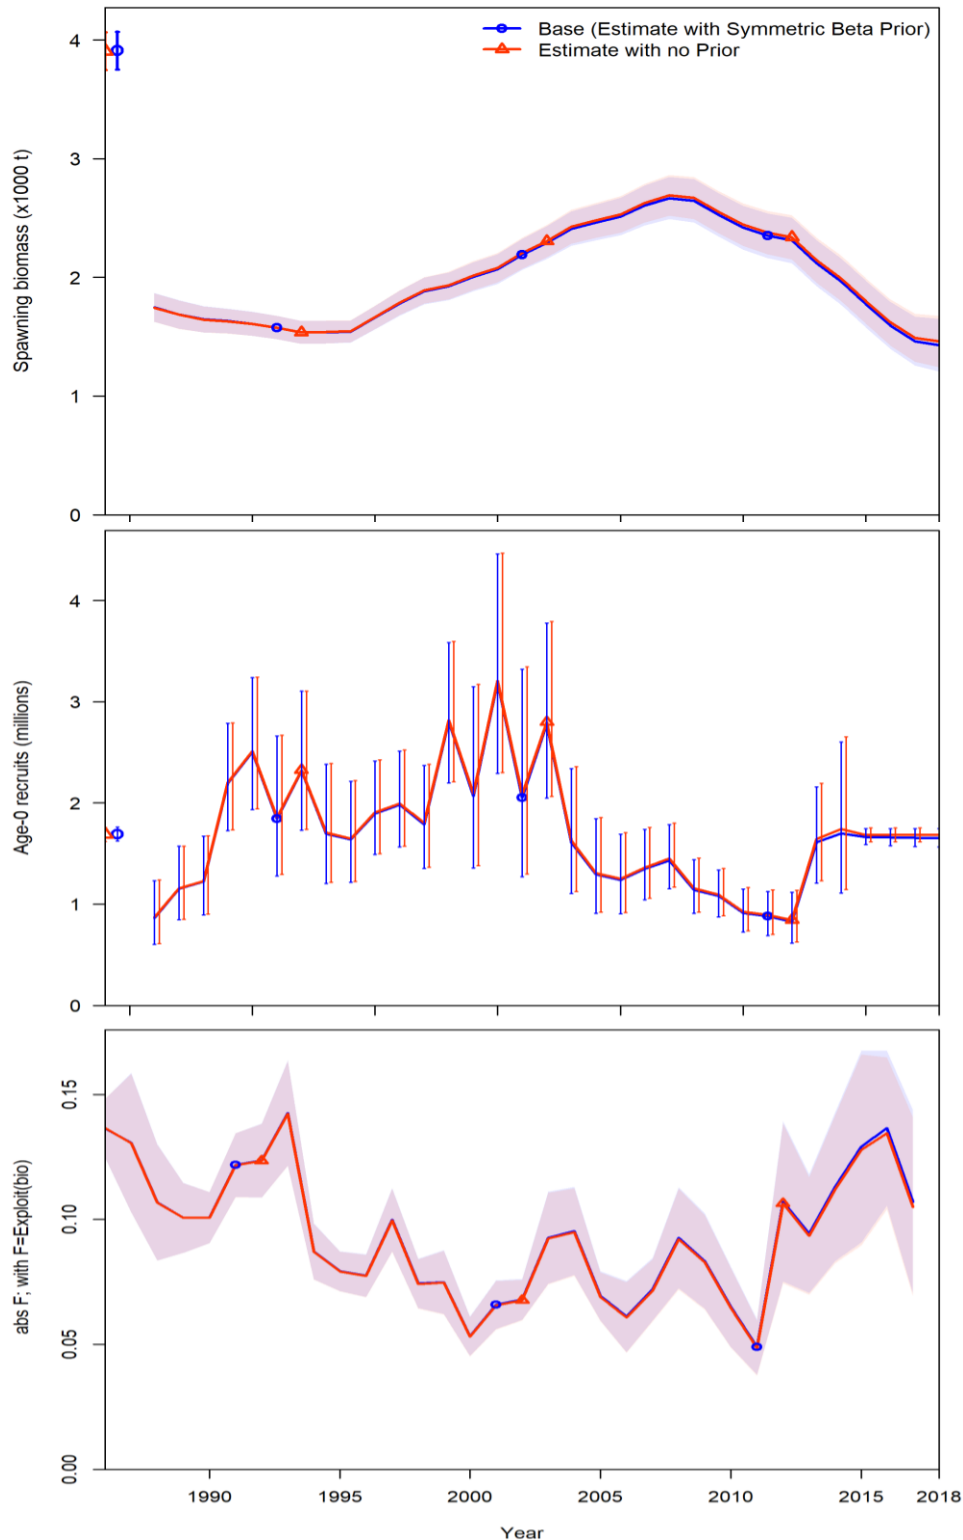 Base (Estimate with Symmetric Beta Prior)
Estimate with no Prior
Spawning biomass (x1000 t)
4
3
2
1
0
Age-0 recruits (millions)
4
3
2
1
0
abs F; with F=Exploit(bio)
0.15
0.10
0.05
0.00
1990 1995 2000 2005 2010 2015 2018
Year